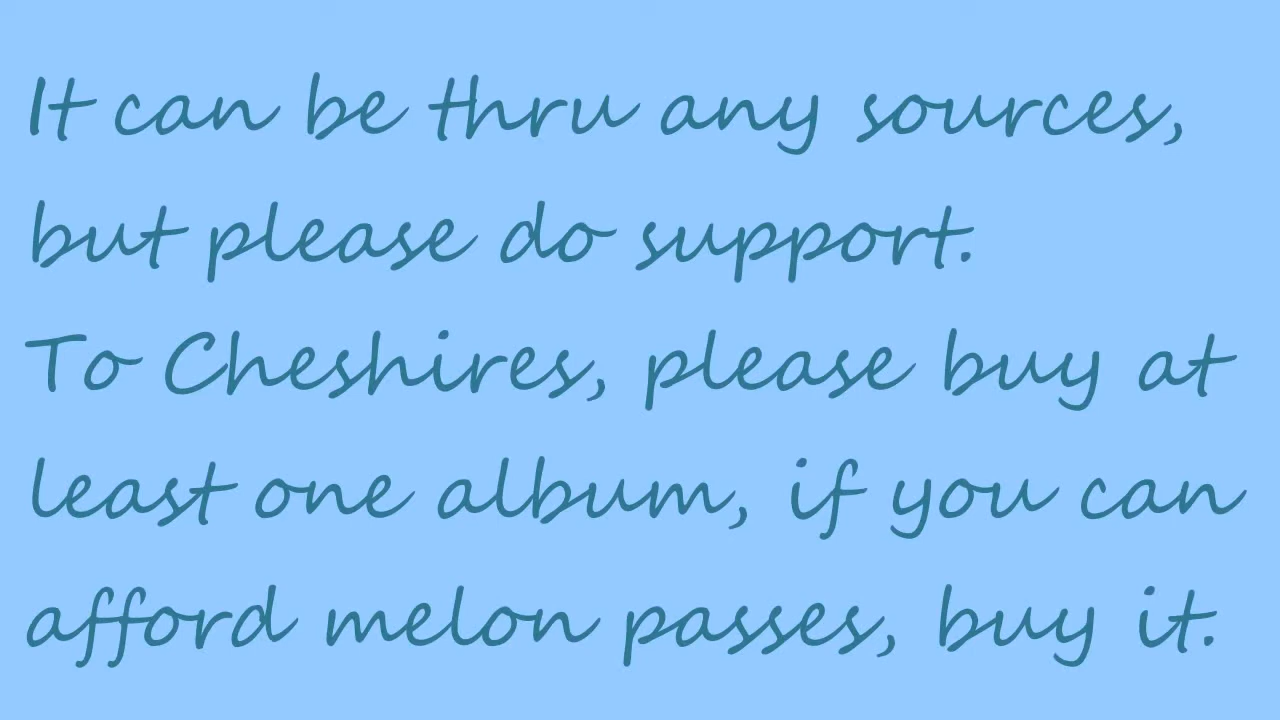 It can be thru any sources,
but please do support.
To Cheshires, please buy at
least one album, if you can
afford melon passes, buy it.